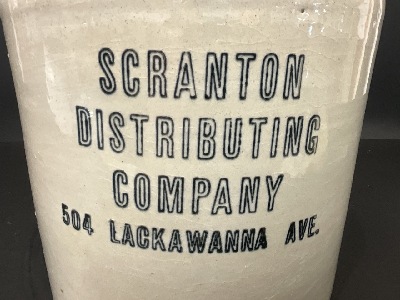 SCRANTON
DISTRIBUTING
COMPANY
504 LACKAWANNA AVE.